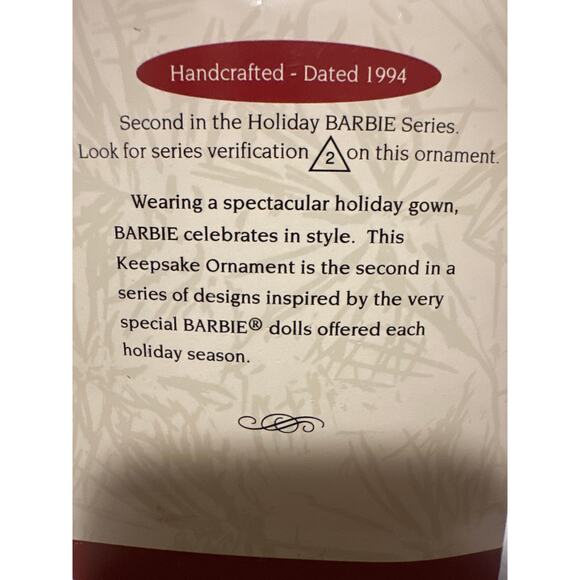 Handcrafted - Dated 1994
Second in the Holiday BARBIE Series.
Look for series verification 2 on this ornament.
Wearing a spectacular holiday gown,
BARBIE celebrates in style. This
Keepsake Ornament is the second in a
series of designs inspired by the very
special BARBIE® dolls offered each
holiday season.